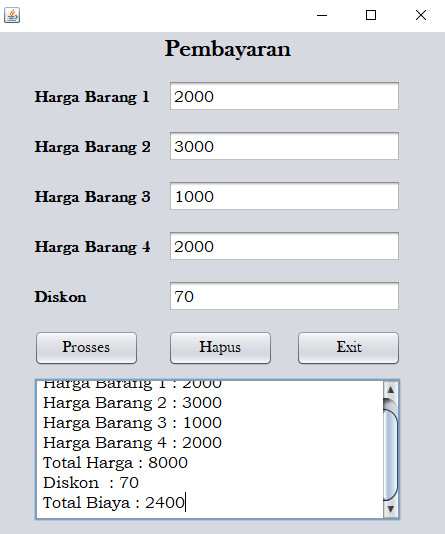 Pembayaran
Harga Barang 1 2000
Harga Barang 2 3000
Harga Barang 3 1000
Harga Barang 4 2000
Diskon 70
Prosses Hapus Exit
Harga Barang 1 : 2000
Harga Barang 2 : 3000
Harga Barang 3 : 1000
Harga Barang 4 : 2000
Total Harga : 8000
Diskon : 70
Total Biaya : 2400